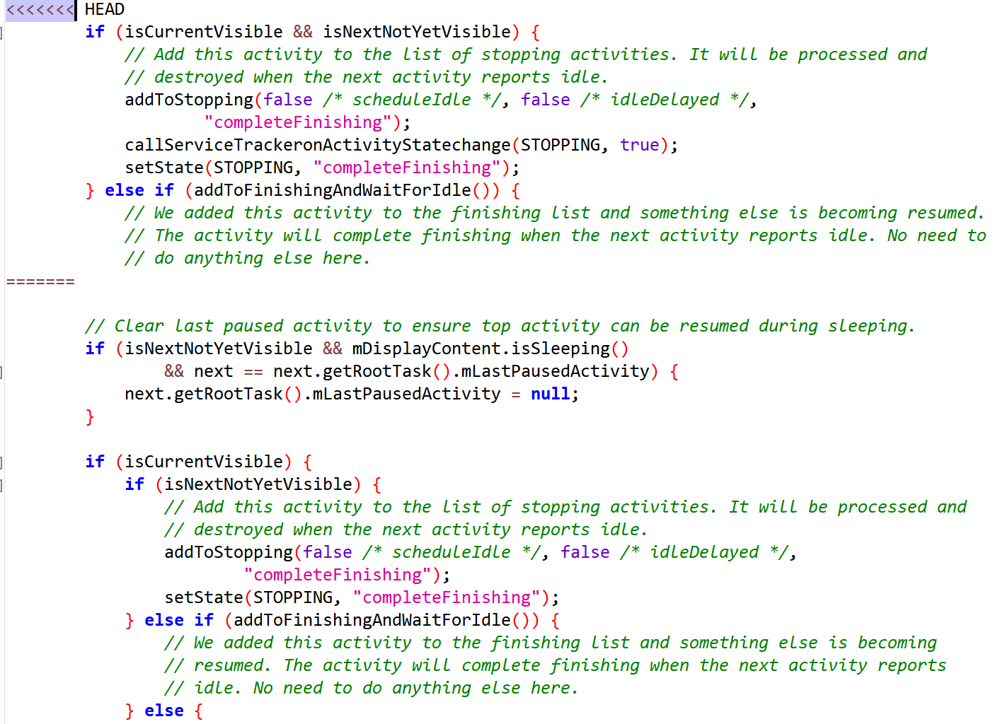 <<<<<<< HEAD
        if (isCurrentVisible && isNextNotYetVisible) {
            // Add this activity to the list of stopping activities. It will be processed and
            // destroyed when the next activity reports idle.
            addToStopping(false /* scheduleIdle */, false /* idleDelayed */,
                    "completeFinishing");
            callServiceTrackeronActivityStatechange(STOPPING, true);
            setState(STOPPING, "completeFinishing");
        } else if (addToFinishingAndWaitForIdle()) {
            // We added this activity to the finishing list and something else is becoming resumed.
            // The activity will complete finishing when the next activity reports idle. No need to
            // do anything else here.
=======

        // Clear last paused activity to ensure top activity can be resumed during sleeping.
        if (isNextNotYetVisible && mDisplayContent.isSleeping()
                && next == next.getRootTask().mLastPausedActivity) {
            next.getRootTask().mLastPausedActivity = null;
        }

        if (isCurrentVisible) {
            if (isNextNotYetVisible) {
                // Add this activity to the list of stopping activities. It will be processed and
                // destroyed when the next activity reports idle.
                addToStopping(false /* scheduleIdle */, false /* idleDelayed */,
                        "completeFinishing");
                setState(STOPPING, "completeFinishing");
            } else if (addToFinishingAndWaitForIdle()) {
                // We added this activity to the finishing list and something else is becoming
                // resumed. The activity will complete finishing when the next activity reports
                // idle. No need to do anything else here.
            } else {